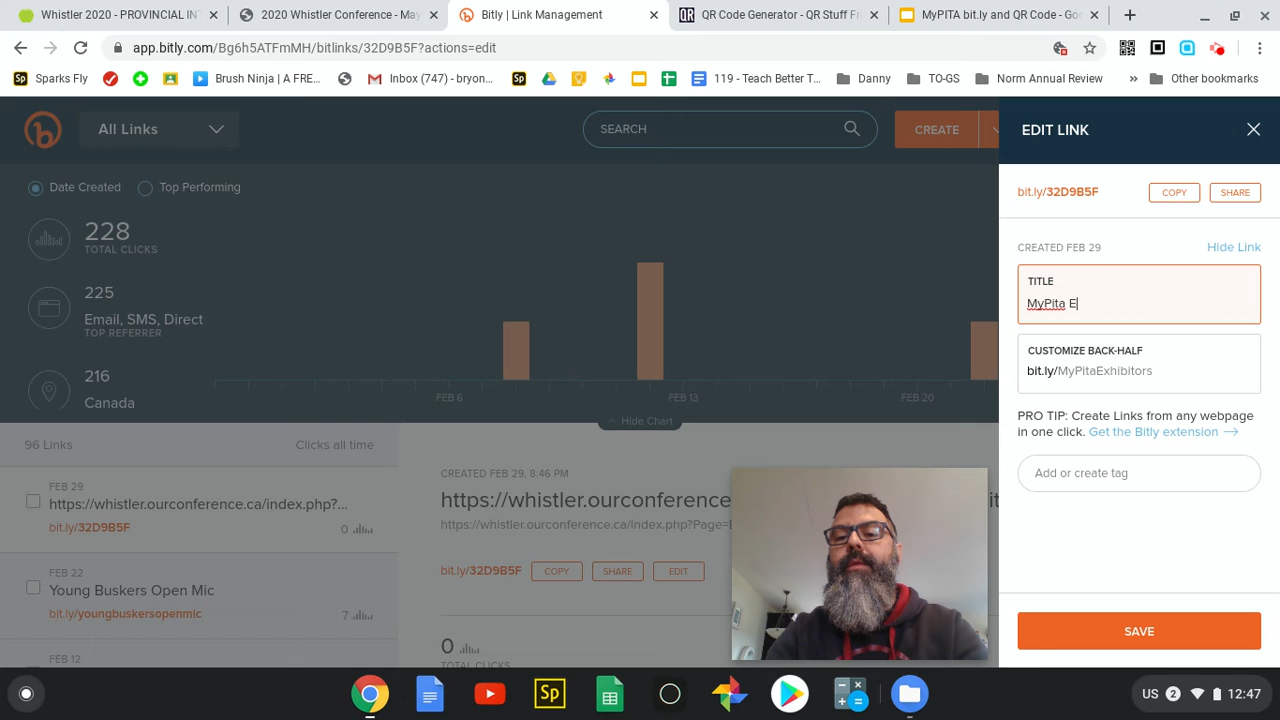 Whistler 2020 - PROVINCIAL INT
2020 Whistler Conference - May
Bitly | Link Management
QR Code Generator - QR Stuff Fr
MyPITA bit.ly and QR Code - Goo
app.bitly.com/Bg6h5ATFmMH/bitlinks/32D9B5F?actions=edit
Sparks Fly
Brush Ninja | A FRE...
Inbox (747) - bryon...
119 - Teach Better T...
Danny
TO-GS
Norm Annual Review
Other bookmarks
All Links
SEARCH
CREATE
EDIT LINK
Date Created
Top Performing
228
TOTAL CLICKS
225
Email, SMS, Direct
TOP REFERRER
216
Canada
FEB 6
FEB 13
FEB 20
Hide Chart
bit.ly/32D9B5F
COPY
SHARE
CREATED FEB 29
Hide Link
TITLE
MyPita E
CUSTOMIZE BACK-HALF
bit.ly/MyPitaExhibitors
PRO TIP: Create Links from any webpage
in one click. Get the Bitly extension
Add or create tag
SAVE
96 Links
Clicks all time
FEB 29
https://whistler.ourconference.ca/index.php?...
bit.ly/32D9B5F
0
FEB 22
Young Buskers Open Mic
bit.ly/youngbuskersopenmic
7
FEB 12
CREATED FEB 29, 8:46 PM
https://whistler.ourconference
https://whistler.ourconference.ca/index.php?Page=E
bit.ly/32D9B5F
COPY
SHARE
EDIT
0
TOTAL CLICKS
Sp
US
2
12:47